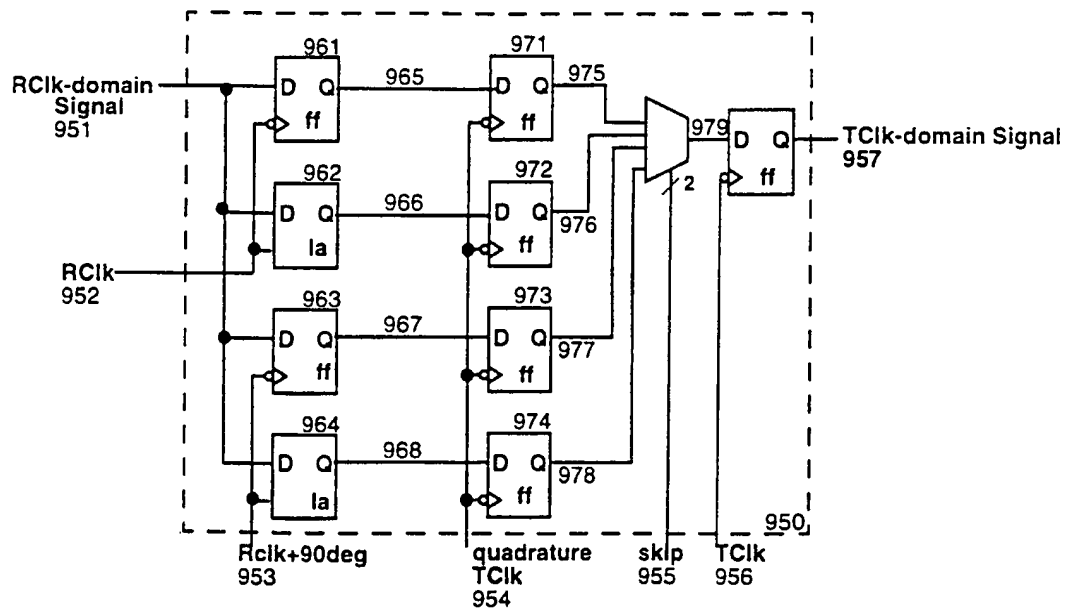 961
971
RClk-domain
Signal
951
D Q
ff
965
D Q
ff
975
979
D Q
ff
TClk-domain Signal
957
962
D Q
la
966
972
D Q
ff
976
2
RClk
952
963
D Q
ff
967
973
D Q
ff
977
964
D Q
la
968
974
D Q
ff
978
950
Rclk+90deg
953
quadrature
TClk
954
skip
955
TClk
956